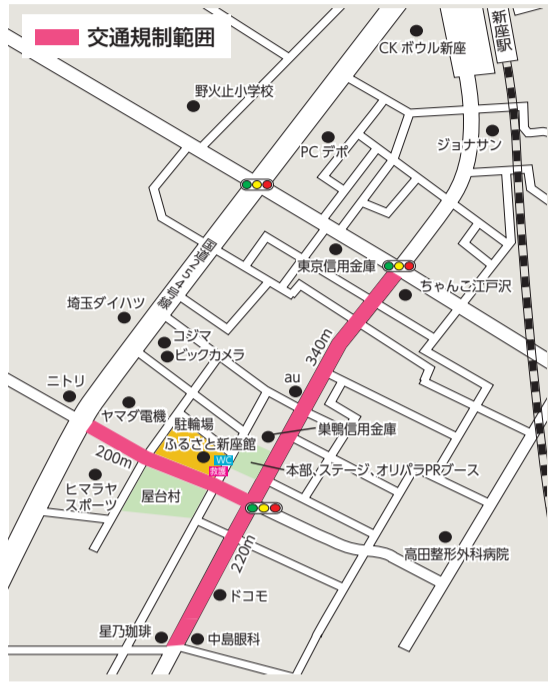 交通規制範囲
新座駅
CKボウル新座
野火止小学校
PCデポ
ジョナサン
東京信用金庫
ちゃんこ江戸沢
国道254号線
埼玉ダイハツ
コジマ
ビックカメラ
340m
au
ニトリ
ヤマダ電機
駐輪場
ふるさと新座館
WC
救護
巣鴨信用金庫
本部、ステージ、オリパラPRブース
200m
ヒマラヤ
スポーツ
屋台村
高田整形外科病院
220m
ドコモ
星乃珈琲
中島眼科